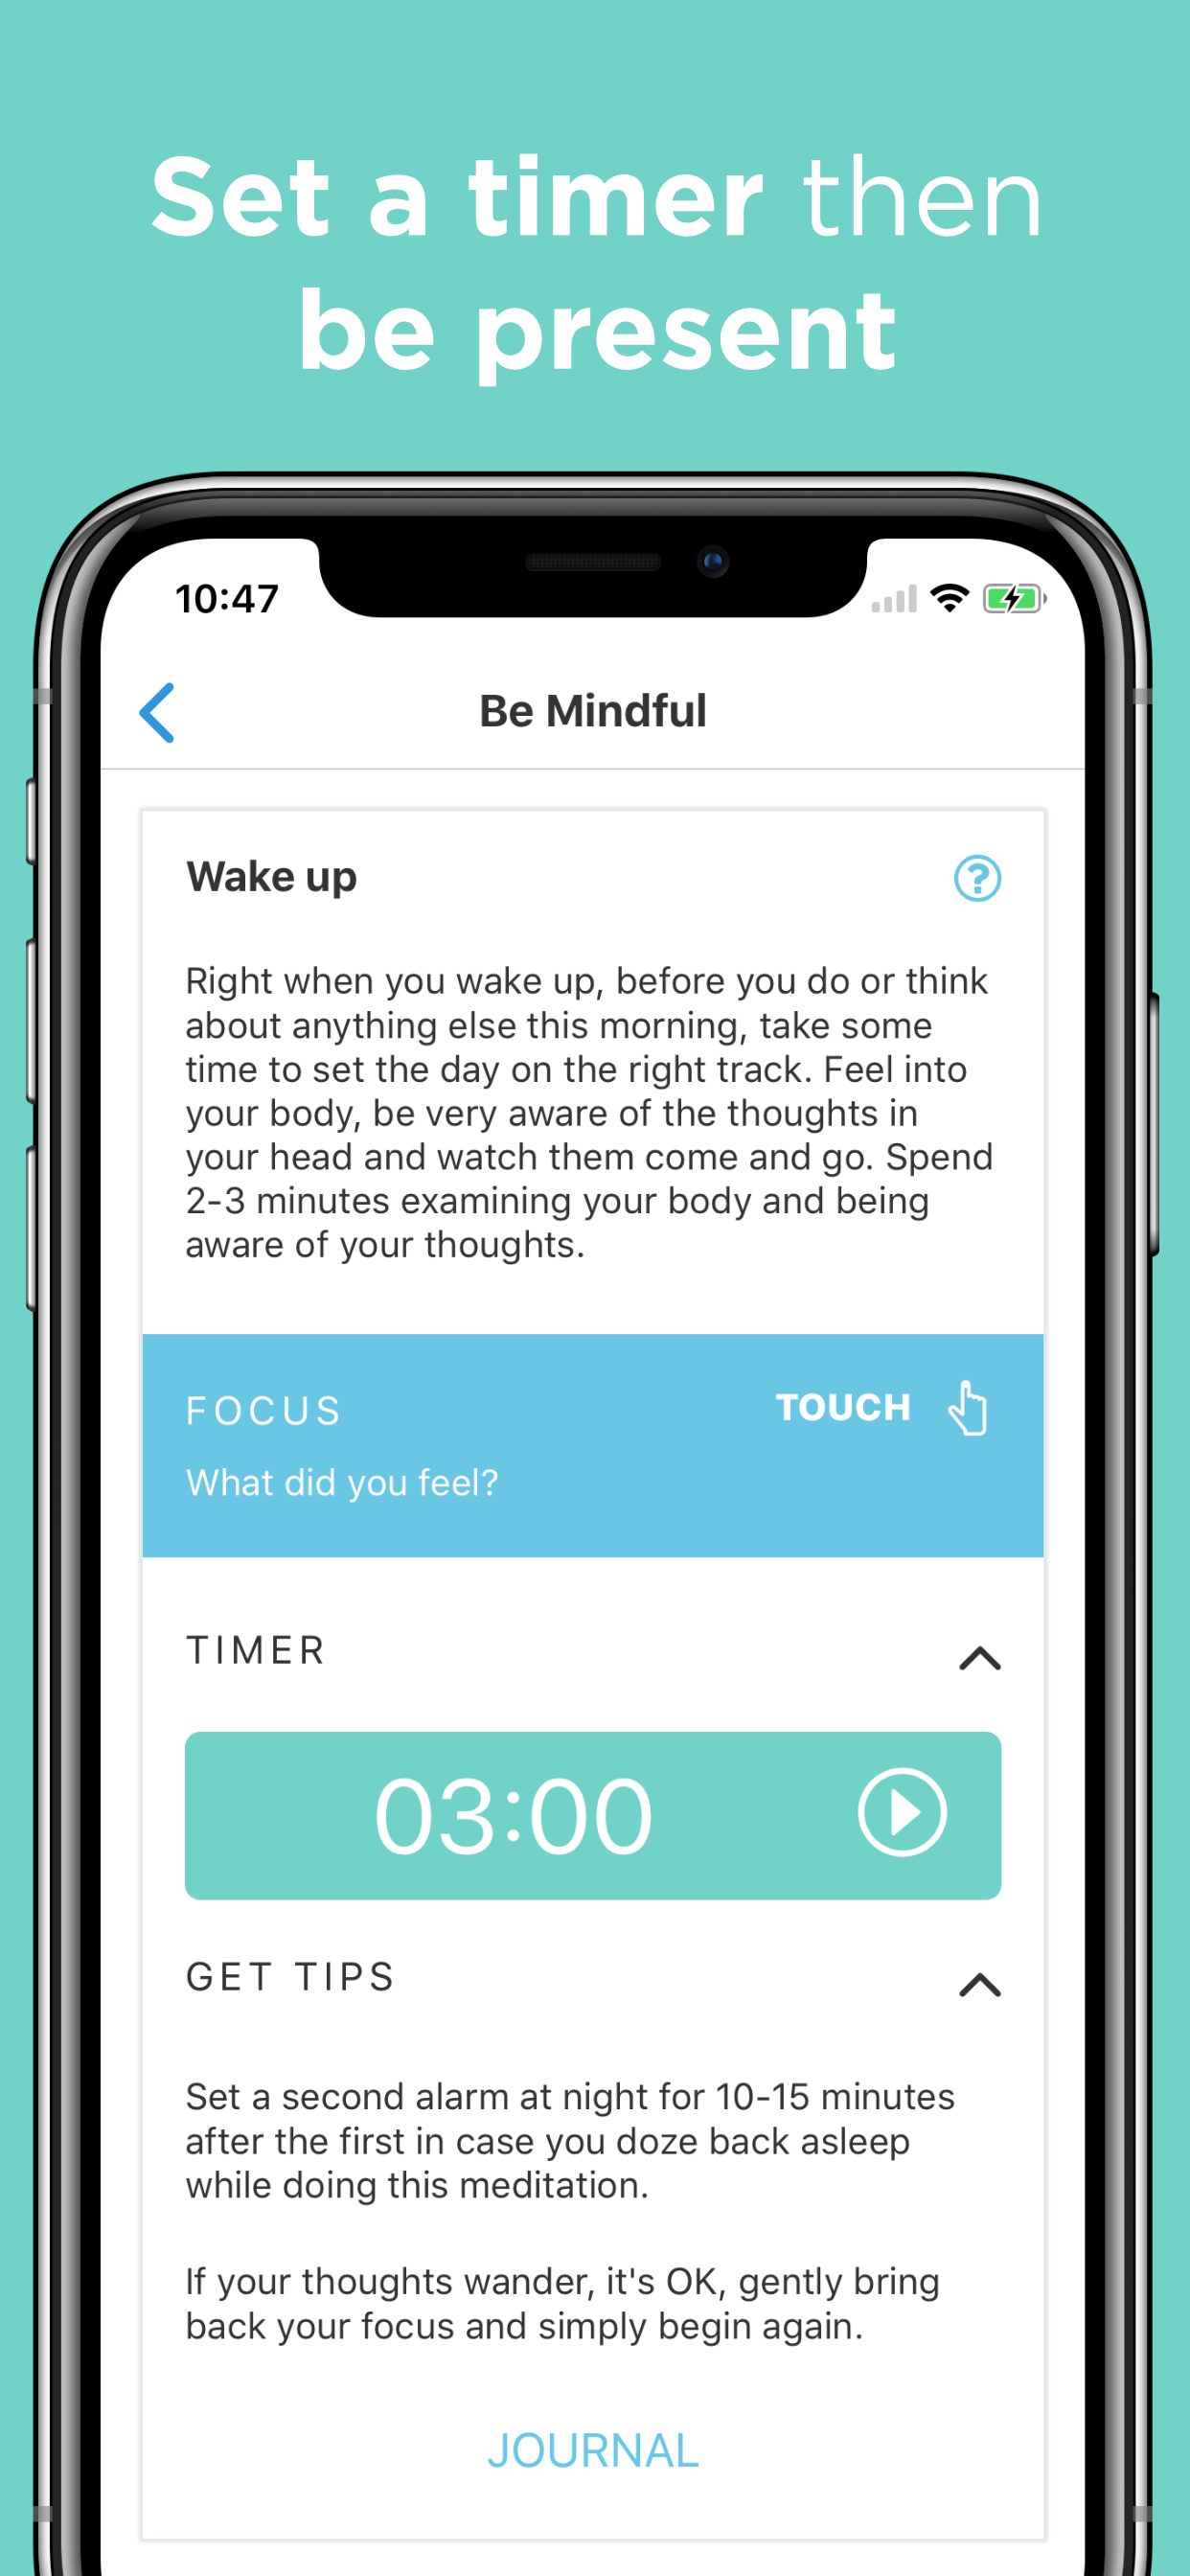 Set a timer then
be present
10:47
Be Mindful
Wake up
?
Right when you wake up, before you do or think
about anything else this morning, take some
time to set the day on the right track. Feel into
your body, be very aware of the thoughts in
your head and watch them come and go. Spend
2-3 minutes examining your body and being
aware of your thoughts.
FOCUS
TOUCH
What did you feel?
TIMER
03:00
GET TIPS
Set a second alarm at night for 10-15 minutes
after the first in case you doze back asleep
while doing this meditation.
If your thoughts wander, it's OK, gently bring
back your focus and simply begin again.
JOURNAL